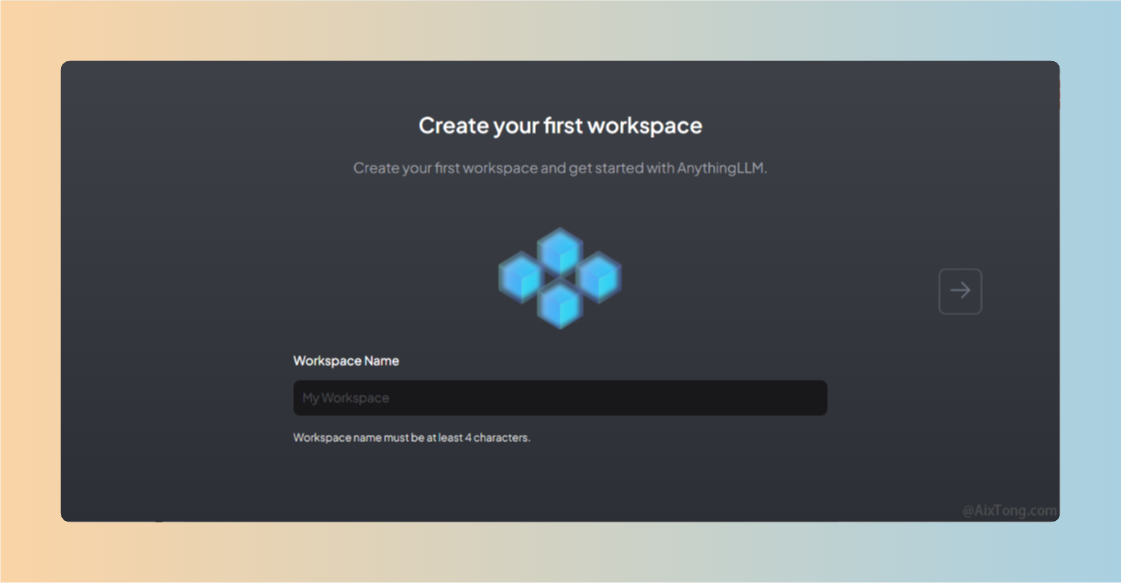 Create your first workspace
Create your first workspace and get started with AnythingLLM.
Workspace Name
My Workspace
Workspace name must be at least 4 characters.
@AixTong.com